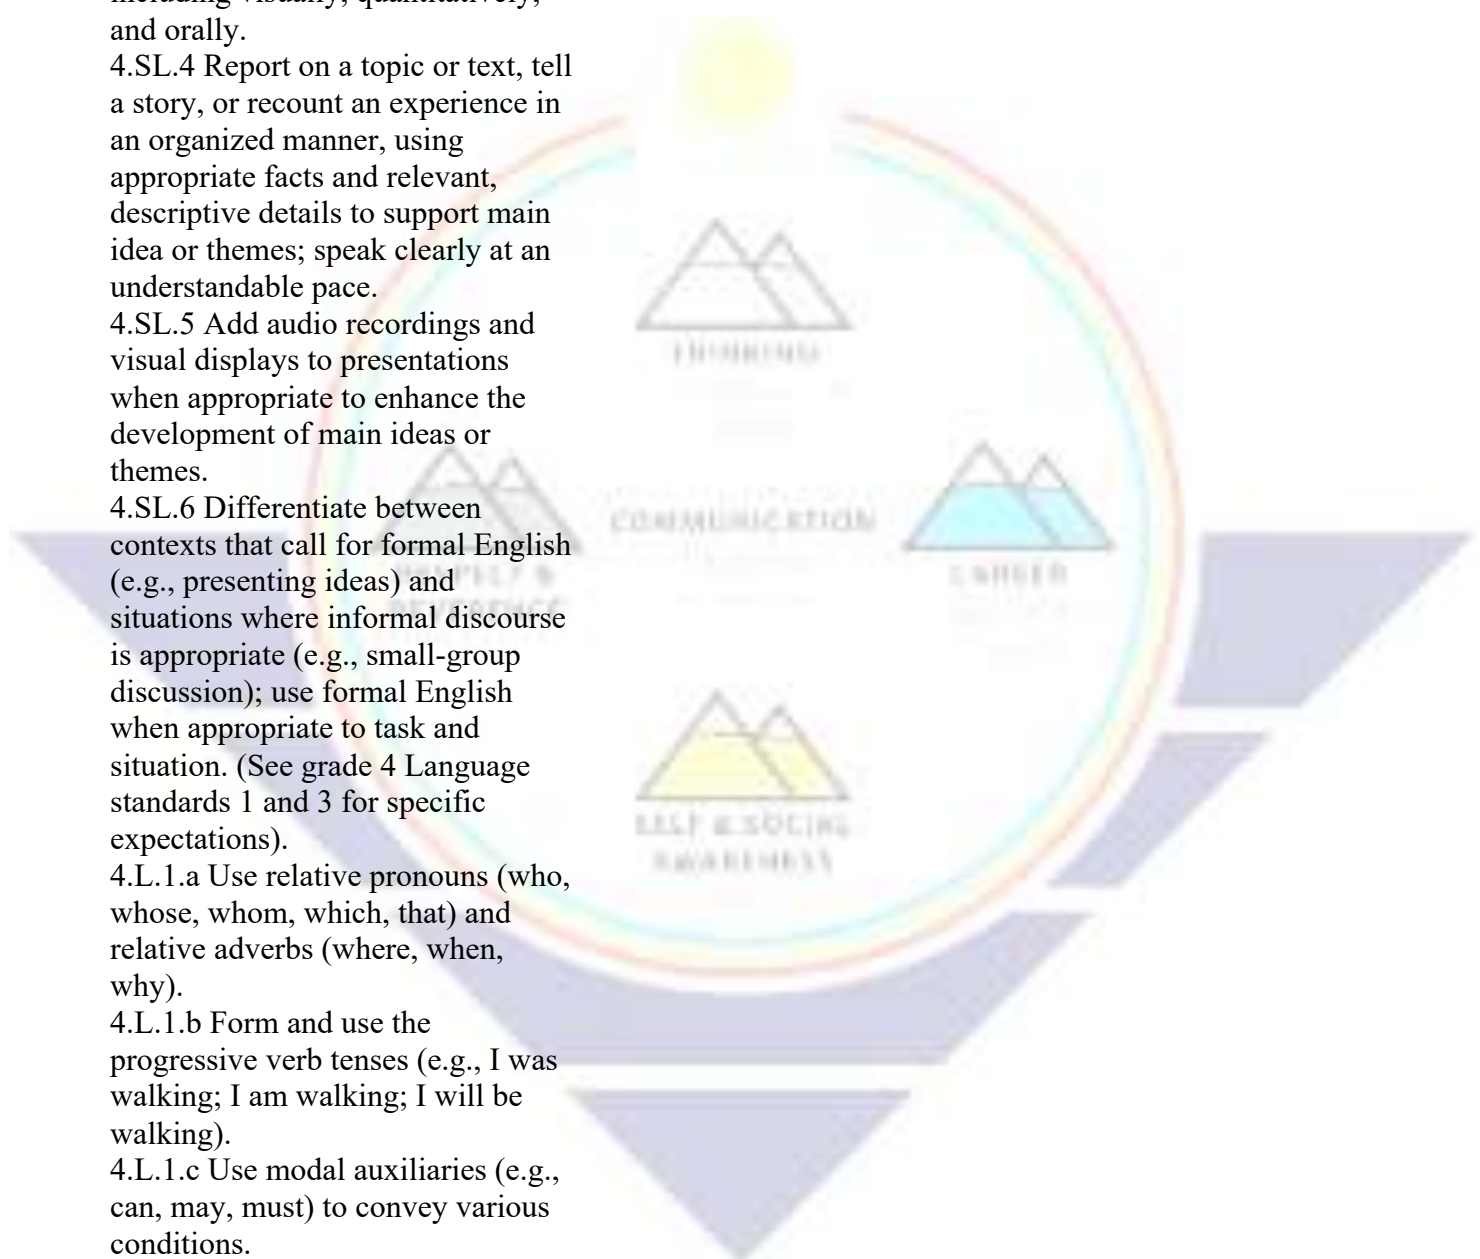 including visually, quantitatively,
and orally.
4.SL.4 Report on a topic or text, tell
a story, or recount an experience in
an organized manner, using
appropriate facts and relevant,
descriptive details to support main
idea or themes; speak clearly at an
understandable pace.
4.SL.5 Add audio recordings and
visual displays to presentations
when appropriate to enhance the
development of main ideas or
themes.
4.SL.6 Differentiate between
contexts that call for formal English
(e.g., presenting ideas) and
situations where informal discourse
is appropriate (e.g., small-group
discussion); use formal English
when appropriate to task and
situation. (See grade 4 Language
standards 1 and 3 for specific
expectations).
4.L.1.a Use relative pronouns (who,
whose, whom, which, that) and
relative adverbs (where, when,
why).
4.L.1.b Form and use the
progressive verb tenses (e.g., I was
walking; I am walking; I will be
walking).
4.L.1.c Use modal auxiliaries (e.g.,
can, may, must) to convey various
conditions.
THINKING
COMMUNICATION
CAREER
RESPECT &
REVERENCE
SELF & SOCIAL
AWARENESS